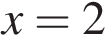 x = 2